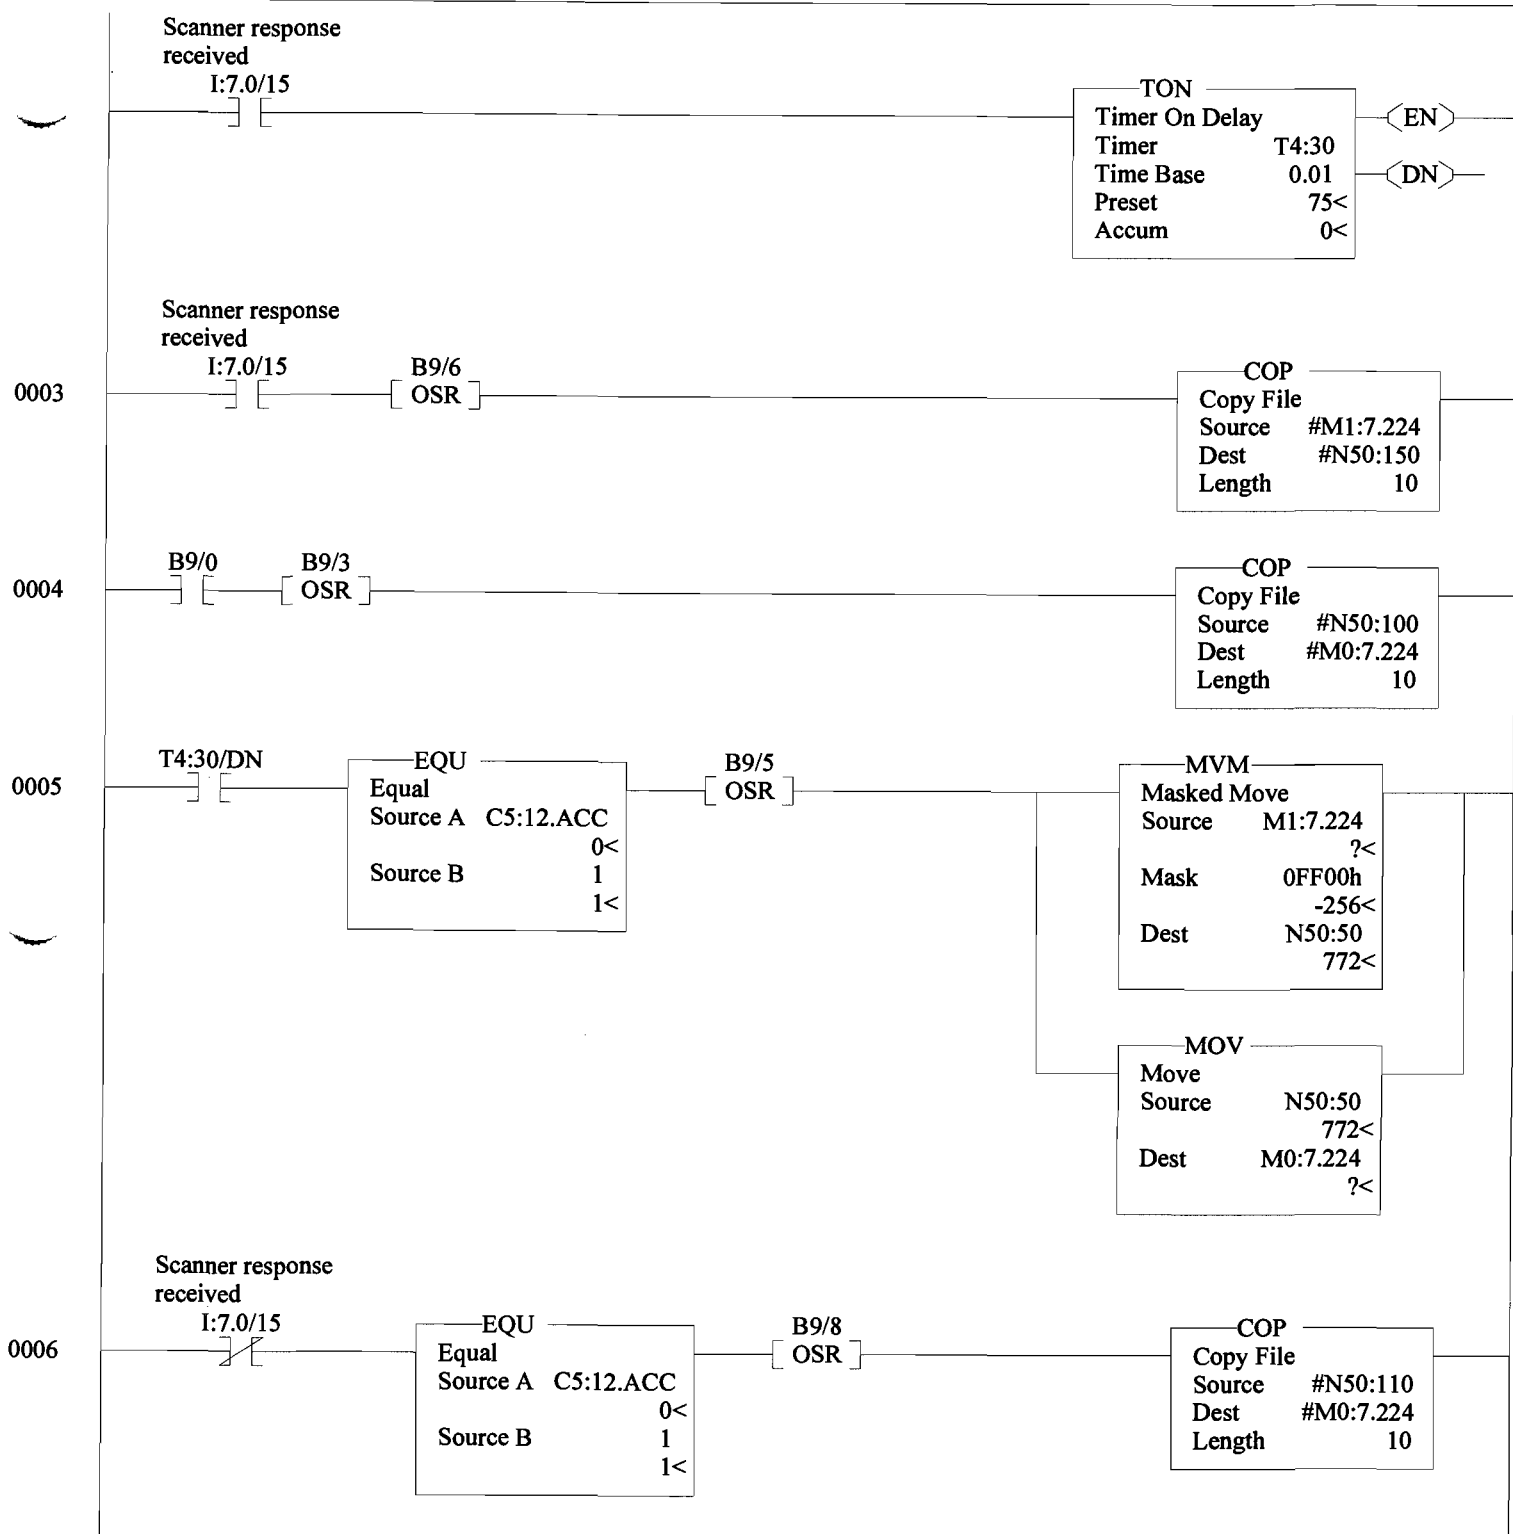 Scanner response
received
I:7.0/15
TON
Timer On Delay
Timer T4:30
Time Base 0.01
Preset 75<
Accum 0<
EN
DN
Scanner response
received
I:7.0/15
B9/6
OSR
0003
COP
Copy File
Source #M1:7.224
Dest #N50:150
Length 10
B9/0
B9/3
OSR
0004
COP
Copy File
Source #N50:100
Dest #M0:7.224
Length 10
T4:30/DN
0005
EQU
Equal
Source A C5:12.ACC
0<
Source B 1
1<
B9/5
OSR
MVM
Masked Move
Source M1:7.224
?<
Mask 0FF00h
-256<
Dest N50:50
772<
MOV
Move
Source N50:50
772<
Dest M0:7.224
?<
Scanner response
received
I:7.0/15
0006
EQU
Equal
Source A C5:12.ACC
0<
Source B 1
1<
B9/8
OSR
COP
Copy File
Source #N50:110
Dest #M0:7.224
Length 10